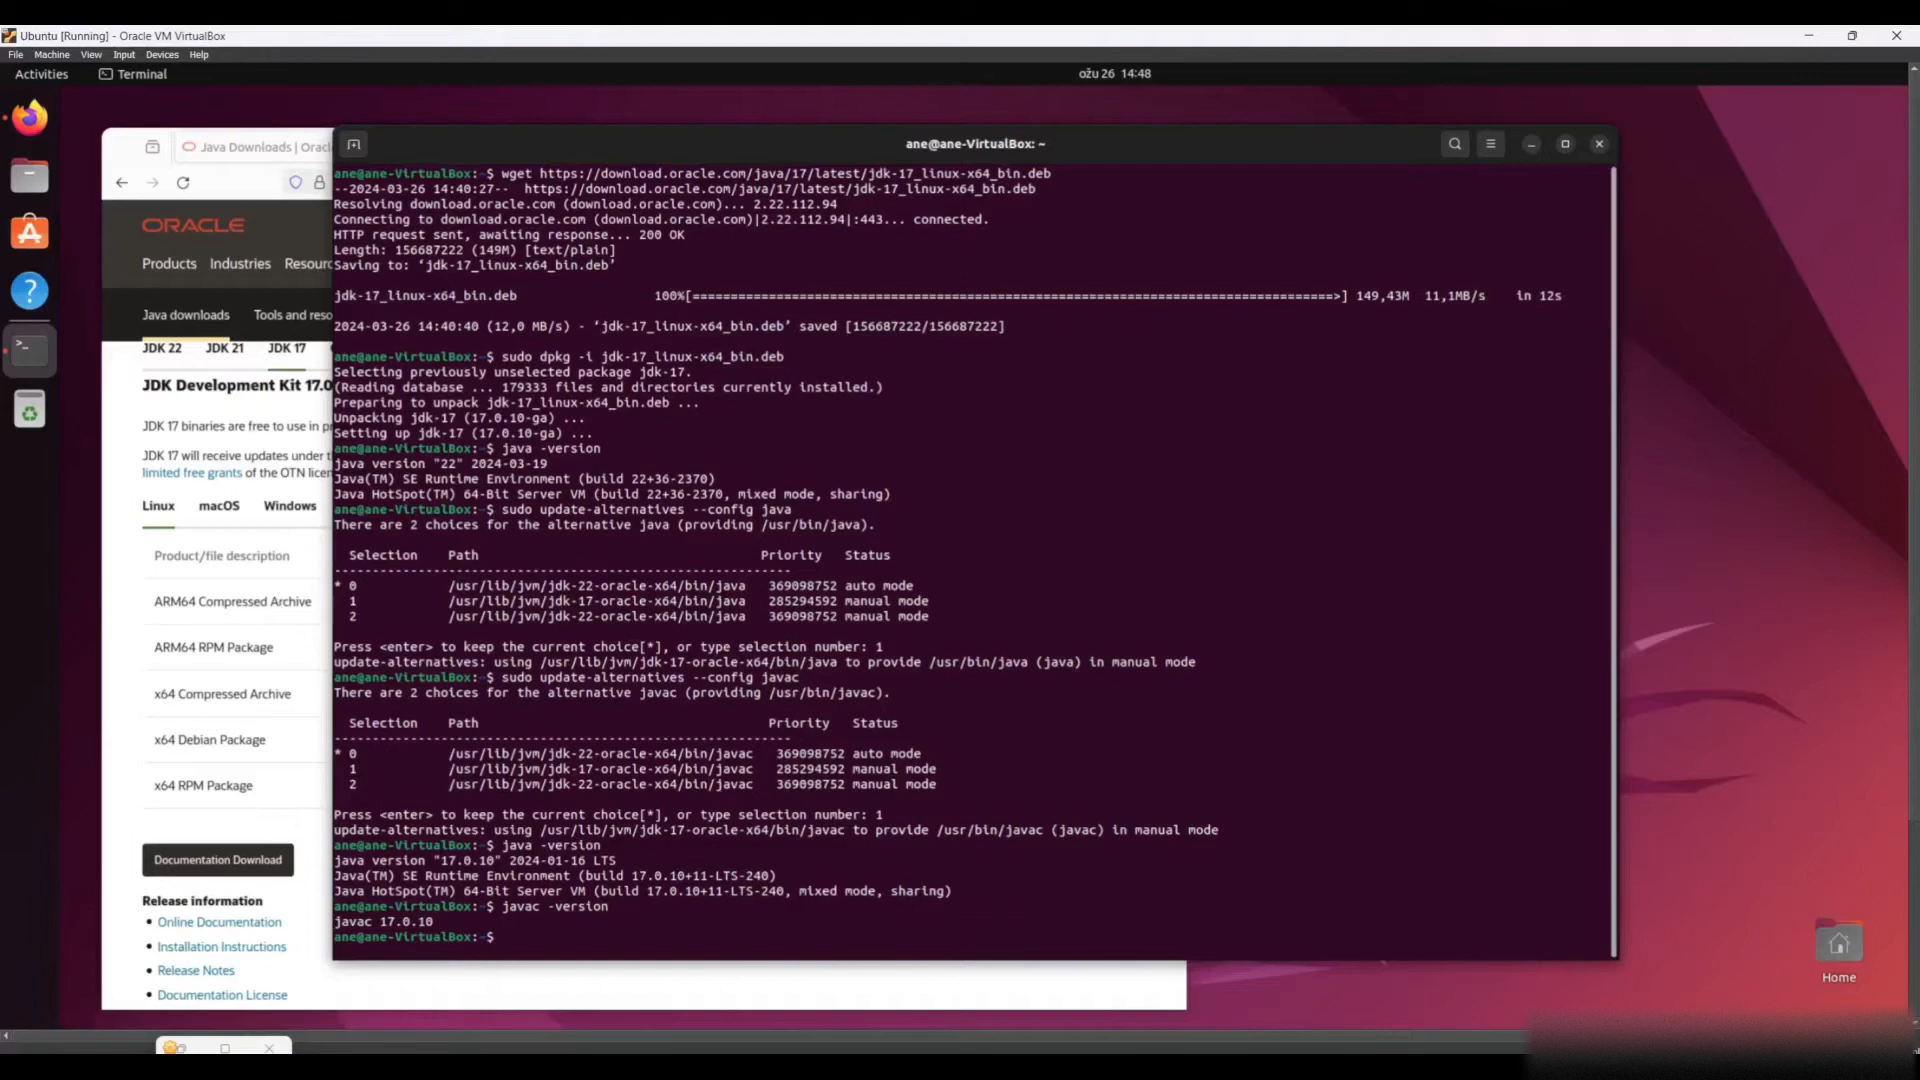 Ubuntu [Running] - Oracle VM VirtualBox
File Machine View Input Devices Help
Activities Terminal ožu 26 14:48
Java Downloads | Oracl
ORACLE
Products Industries Resourc
Java downloads Tools and reso
JDK 22 JDK 21 JDK 17
JDK Development Kit 17.0
JDK 17 binaries are free to use in pr
JDK 17 will receive updates under t
limited free grants of the OTN licen
Linux macOS Windows
Product/file description
ARM64 Compressed Archive
ARM64 RPM Package
x64 Compressed Archive
x64 Debian Package
x64 RPM Package
Documentation Download
Release information
Online Documentation
Installation Instructions
Release Notes
Documentation License
ane@ane-VirtualBox: ~
ane@ane-VirtualBox:~$ wget https://download.oracle.com/java/17/latest/jdk-17_linux-x64_bin.deb
--2024-03-26 14:40:27-- https://download.oracle.com/java/17/latest/jdk-17_linux-x64_bin.deb
Resolving download.oracle.com (download.oracle.com)... 2.22.112.94
Connecting to download.oracle.com (download.oracle.com)|2.22.112.94|:443... connected.
HTTP request sent, awaiting response... 200 OK
Length: 156687222 (149M) [text/plain]
Saving to: ‘jdk-17_linux-x64_bin.deb’
jdk-17_linux-x64_bin.deb 100%[===================================================================================>] 149,43M 11,1MB/s in 12s
2024-03-26 14:40:40 (12,0 MB/s) - ‘jdk-17_linux-x64_bin.deb’ saved [156687222/156687222]
ane@ane-VirtualBox:~$ sudo dpkg -i jdk-17_linux-x64_bin.deb
Selecting previously unselected package jdk-17.
(Reading database ... 179333 files and directories currently installed.)
Preparing to unpack jdk-17_linux-x64_bin.deb ...
Unpacking jdk-17 (17.0.10-ga) ...
Setting up jdk-17 (17.0.10-ga) ...
ane@ane-VirtualBox:~$ java -version
java version "22" 2024-03-19
Java(TM) SE Runtime Environment (build 22+36-2370)
Java HotSpot(TM) 64-Bit Server VM (build 22+36-2370, mixed mode, sharing)
ane@ane-VirtualBox:~$ sudo update-alternatives --config java
There are 2 choices for the alternative java (providing /usr/bin/java).
Selection Path Priority Status
------------------------------------------------------------
* 0 /usr/lib/jvm/jdk-22-oracle-x64/bin/java 369098752 auto mode
1 /usr/lib/jvm/jdk-17-oracle-x64/bin/java 285294592 manual mode
2 /usr/lib/jvm/jdk-22-oracle-x64/bin/java 369098752 manual mode
Press <enter> to keep the current choice[*], or type selection number: 1
update-alternatives: using /usr/lib/jvm/jdk-17-oracle-x64/bin/java to provide /usr/bin/java (java) in manual mode
ane@ane-VirtualBox:~$ sudo update-alternatives --config javac
There are 2 choices for the alternative javac (providing /usr/bin/javac).
Selection Path Priority Status
------------------------------------------------------------
* 0 /usr/lib/jvm/jdk-22-oracle-x64/bin/javac 369098752 auto mode
1 /usr/lib/jvm/jdk-17-oracle-x64/bin/javac 285294592 manual mode
2 /usr/lib/jvm/jdk-22-oracle-x64/bin/javac 369098752 manual mode
Press <enter> to keep the current choice[*], or type selection number: 1
update-alternatives: using /usr/lib/jvm/jdk-17-oracle-x64/bin/javac to provide /usr/bin/javac (javac) in manual mode
ane@ane-VirtualBox:~$ java -version
java version "17.0.10" 2024-01-16 LTS
Java(TM) SE Runtime Environment (build 17.0.10+11-LTS-240)
Java HotSpot(TM) 64-Bit Server VM (build 17.0.10+11-LTS-240, mixed mode, sharing)
ane@ane-VirtualBox:~$ javac -version
javac 17.0.10
ane@ane-VirtualBox:~$
Home